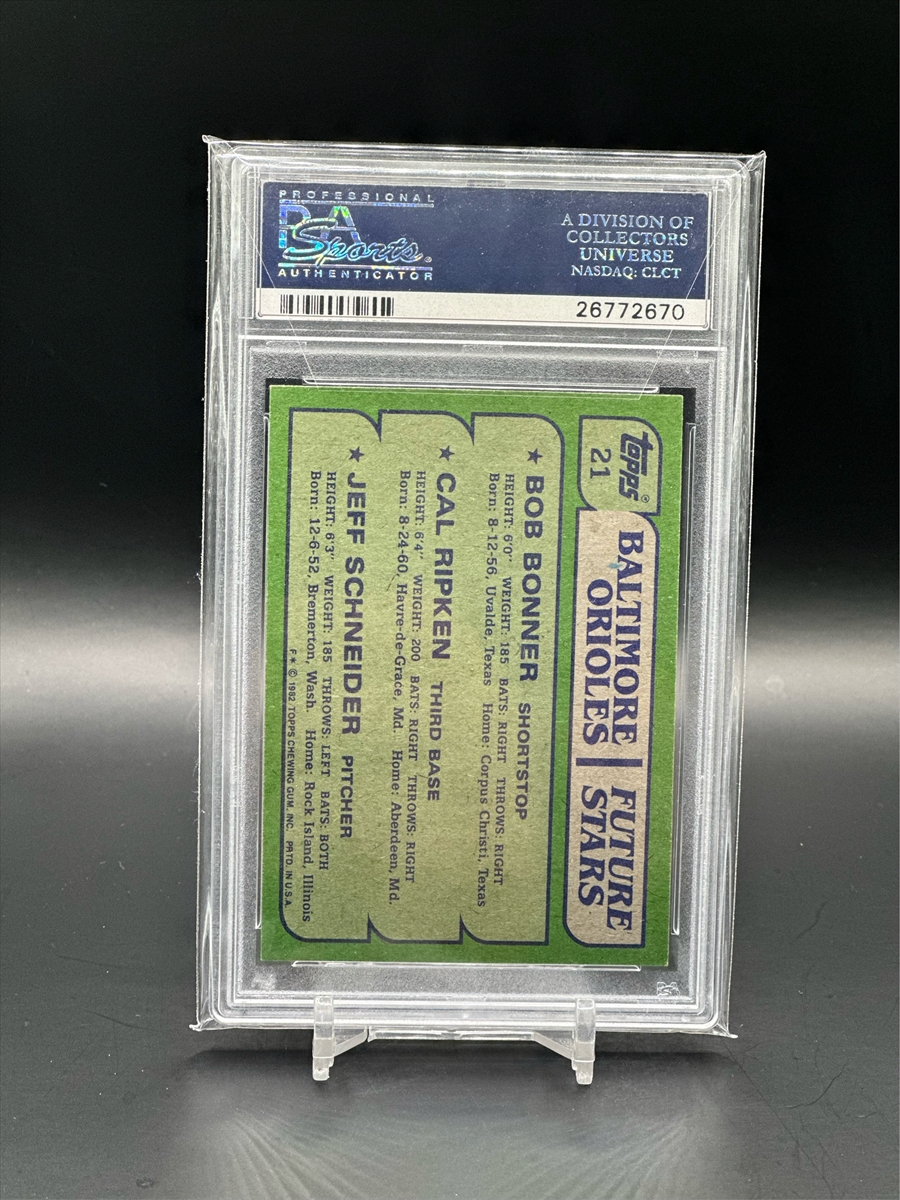 PROFESSIONAL
PSA
Sports®
AUTHENTICATOR
A DIVISION OF
COLLECTORS
UNIVERSE
NASDAQ: CLCT
26772670
topps®
21
BALTIMORE
ORIOLES
FUTURE
STARS
★ BOB BONNER SHORTSTOP
HEIGHT: 6'0" WEIGHT: 185 BATS: RIGHT THROWS: RIGHT
Born: 8-12-56, Uvalde, Texas Home: Corpus Christi, Texas
★ CAL RIPKEN THIRD BASE
HEIGHT: 6'4" WEIGHT: 200 BATS: RIGHT THROWS: RIGHT
Born: 8-24-60, Havre-de-Grace, Md. Home: Aberdeen, Md.
★ JEFF SCHNEIDER PITCHER
HEIGHT: 6'3" WEIGHT: 185 THROWS: LEFT BATS: BOTH
Born: 12-6-52, Bremerton, Wash. Home: Rock Island, Illinois
F* © 1982 TOPPS CHEWING GUM, INC. PRTD. IN U.S.A.